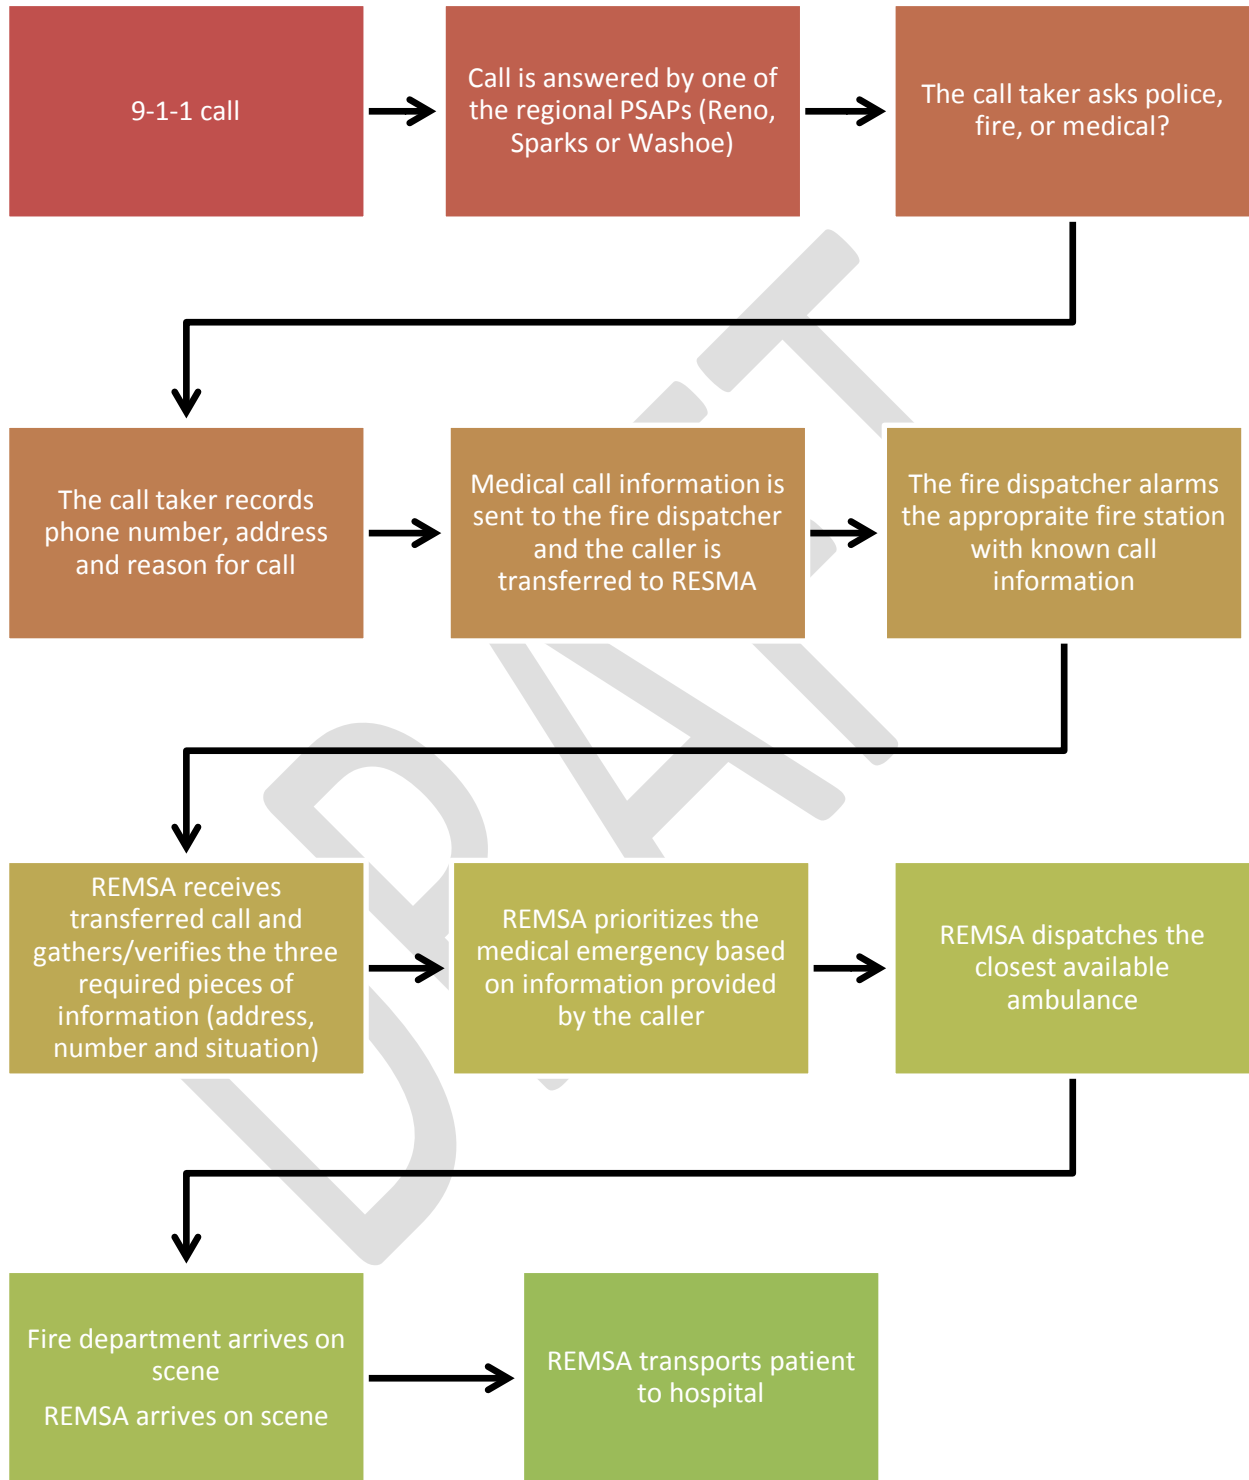 9-1-1 call
Call is answered by one of
the regional PSAPs (Reno,
Sparks or Washoe)
The call taker asks police,
fire, or medical?
The call taker records
phone number, address
and reason for call
Medical call information is
sent to the fire dispatcher
and the caller is
transferred to RESMA
The fire dispatcher alarms
the appropraite fire station
with known call
information
REMSA receives
transferred call and
gathers/verifies the three
required pieces of
information (address,
number and situation)
REMSA prioritizes the
medical emergency based
on information provided
by the caller
REMSA dispatches the
closest available
ambulance
Fire department arrives on
scene
REMSA arrives on scene
REMSA transports patient
to hospital
DRAFT